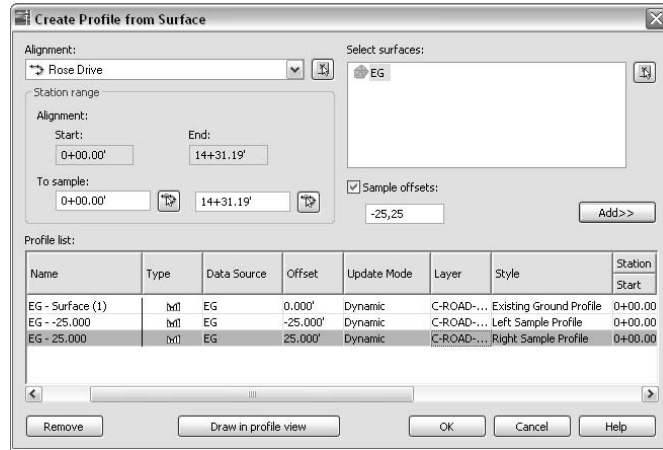 Create Profile from Surface
Alignment:
Rose Drive
Select surfaces:
EG
Station range
Alignment:
Start:
End:
0+00.00'
14+31.19'
To sample:
0+00.00'
14+31.19'
Sample offsets:
-25,25
Add>>
Profile list:
Name Type Data Source Offset Update Mode Layer Style Station
Start
EG - Surface (1) EG 0.000' Dynamic C-ROAD-... Existing Ground Profile 0+00.00
EG - -25.000 EG -25.000' Dynamic C-ROAD-... Left Sample Profile 0+00.00
EG - 25.000 EG 25.000' Dynamic C-ROAD-... Right Sample Profile 0+00.00
Remove Draw in profile view OK Cancel Help